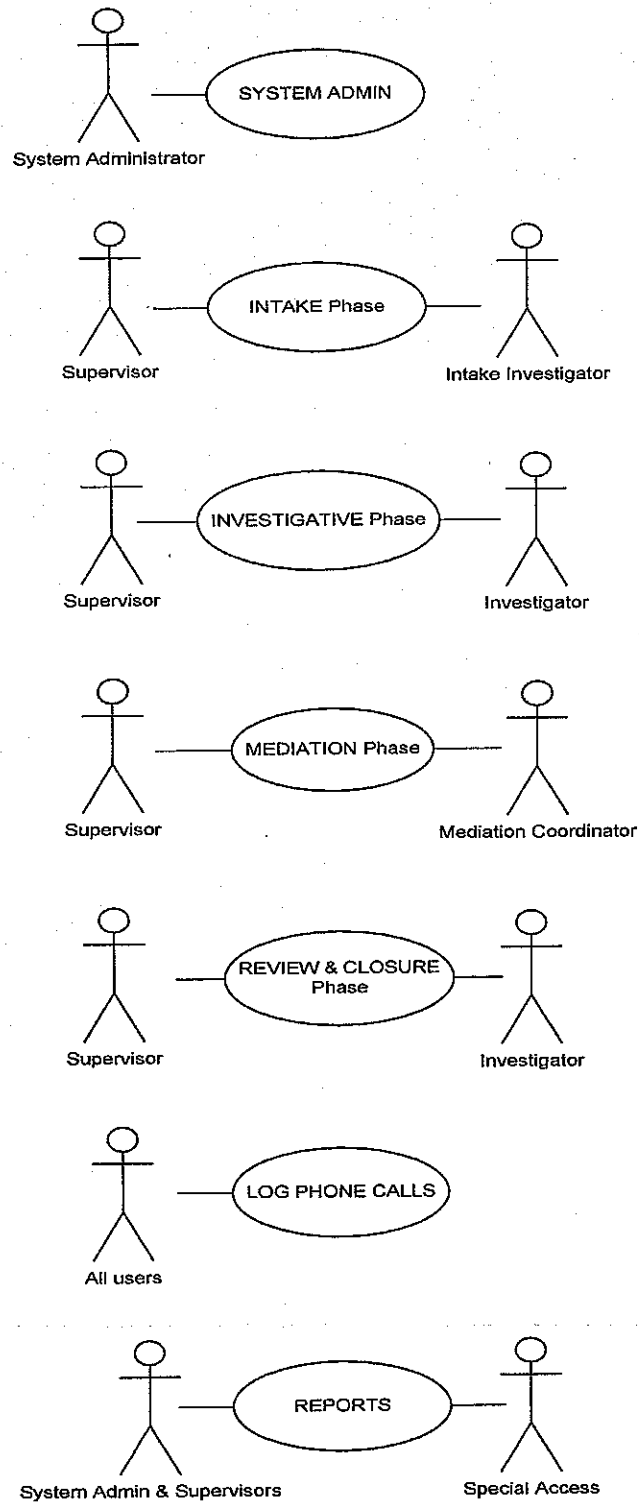 SYSTEM ADMIN
System Administrator
INTAKE Phase
Supervisor
Intake Investigator
INVESTIGATIVE Phase
Supervisor
Investigator
MEDIATION Phase
Supervisor
Mediation Coordinator
REVIEW & CLOSURE
Phase
Supervisor
Investigator
LOG PHONE CALLS
All users
REPORTS
System Admin & Supervisors
Special Access